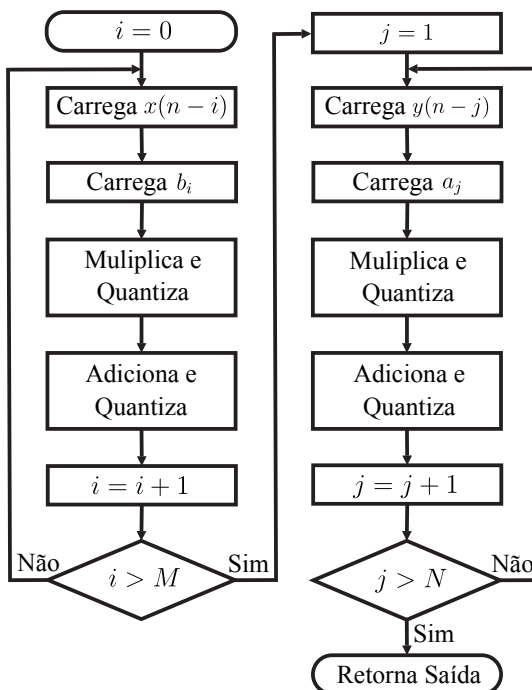 i = 0
Carrega x(n − i)
Carrega b_i
Muliplica e
Quantiza
Adiciona e
Quantiza
i = i + 1
Não
i > M
Sim
j = 1
Carrega y(n − j)
Carrega a_j
Muliplica e
Quantiza
Adiciona e
Quantiza
j = j + 1
j > N
Não
Sim
Retorna Saída